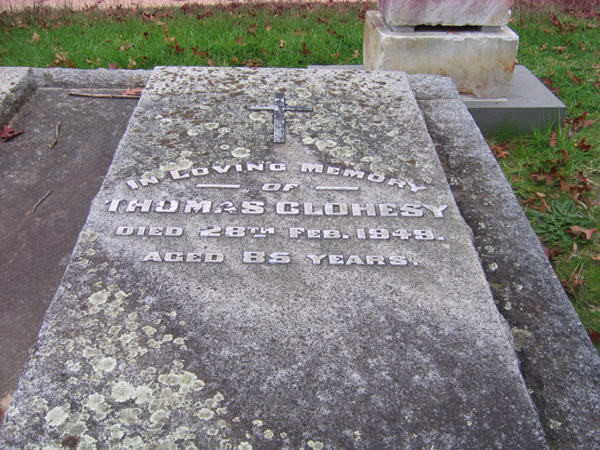 IN LOVING MEMORY
OF
THOMAS CLOHESY
DIED 28TH FEB. 1949.
AGED 85 YEARS.